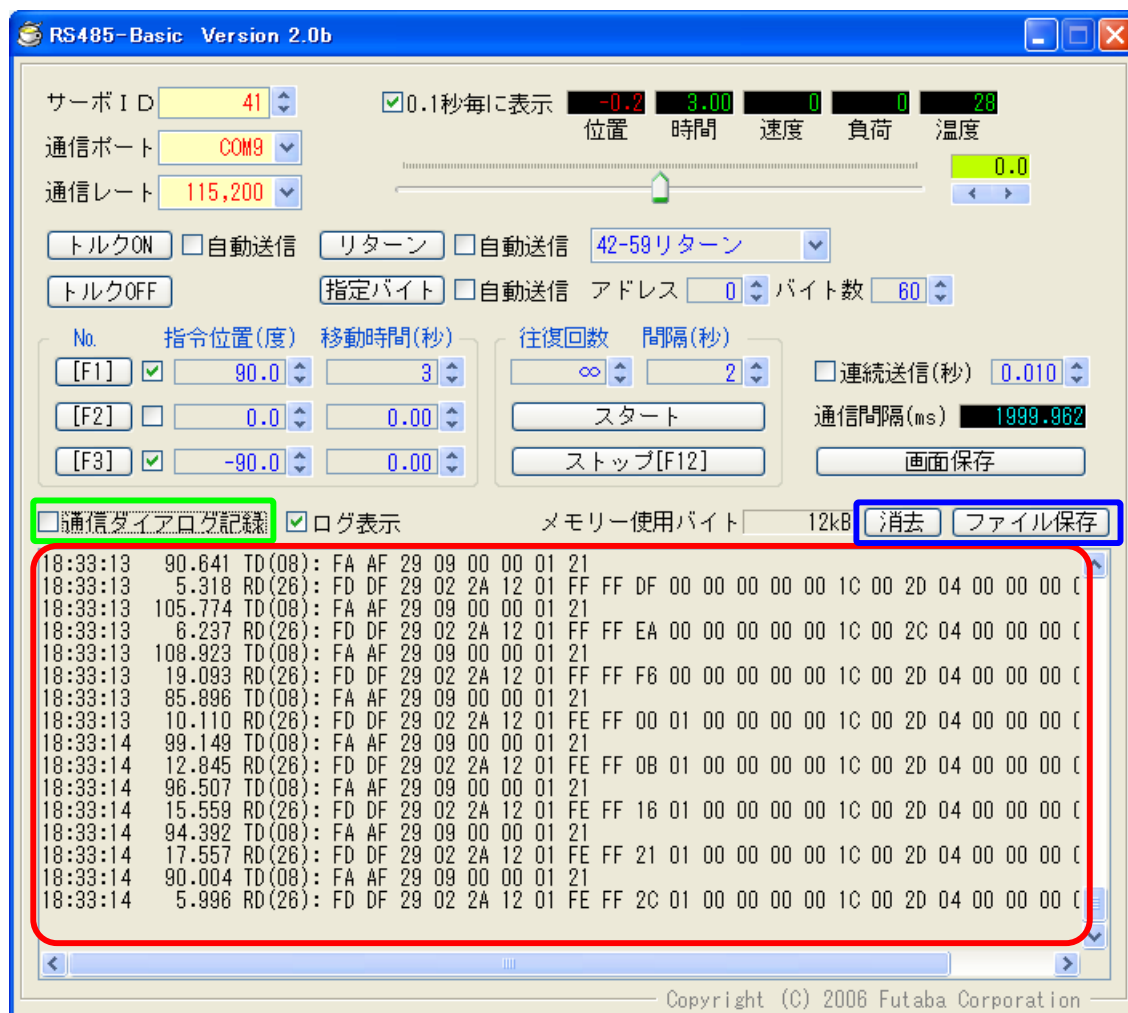 RS485-Basic Version 2.0b
サーボID 41
0.1秒毎に表示 -0.2 3.00 0 0 28
位置 時間 速度 負荷 温度
通信ポート COM9
0.0
通信レート 115,200
トルクON 自動送信 リターン 自動送信 42-59リターン
トルクOFF 指定バイト 自動送信 アドレス 0 バイト数 60
No. 指令位置(度) 移動時間(秒) 往復回数 間隔(秒)
[F1] 90.0 3 ∞ 2 連続送信(秒) 0.010
[F2] 0.0 0.00 スタート 通信間隔(ms) 1999.962
[F3] -90.0 0.00 ストップ[F12] 画面保存
通信ダイアログ記録 ログ表示 メモリー使用バイト 12kB 消去 ファイル保存
18:33:13 90.641 TD(08): FA AF 29 09 00 00 01 21
18:33:13 5.318 RD(26): FD DF 29 02 2A 12 01 FF FF DF 00 00 00 00 00 1C 00 2D 04 00 00 00
18:33:13 105.774 TD(08): FA AF 29 09 00 00 01 21
18:33:13 6.237 RD(26): FD DF 29 02 2A 12 01 FF FF EA 00 00 00 00 00 1C 00 2C 04 00 00 00
18:33:13 108.923 TD(08): FA AF 29 09 00 00 01 21
18:33:13 19.093 RD(26): FD DF 29 02 2A 12 01 FF FF F6 00 00 00 00 00 1C 00 2D 04 00 00 00
18:33:13 85.896 TD(08): FA AF 29 09 00 00 01 21
18:33:13 10.110 RD(26): FD DF 29 02 2A 12 01 FE FF 00 01 00 00 00 00 1C 00 2D 04 00 00 00
18:33:14 99.149 TD(08): FA AF 29 09 00 00 01 21
18:33:14 12.845 RD(26): FD DF 29 02 2A 12 01 FE FF 0B 01 00 00 00 00 1C 00 2D 04 00 00 00
18:33:14 96.507 TD(08): FA AF 29 09 00 00 01 21
18:33:14 15.559 RD(26): FD DF 29 02 2A 12 01 FE FF 16 01 00 00 00 00 1C 00 2D 04 00 00 00
18:33:14 94.392 TD(08): FA AF 29 09 00 00 01 21
18:33:14 17.557 RD(26): FD DF 29 02 2A 12 01 FE FF 21 01 00 00 00 00 1C 00 2D 04 00 00 00
18:33:14 90.004 TD(08): FA AF 29 09 00 00 01 21
18:33:14 5.996 RD(26): FD DF 29 02 2A 12 01 FE FF 2C 01 00 00 00 00 1C 00 2D 04 00 00 00
Copyright (C) 2006 Futaba Corporation